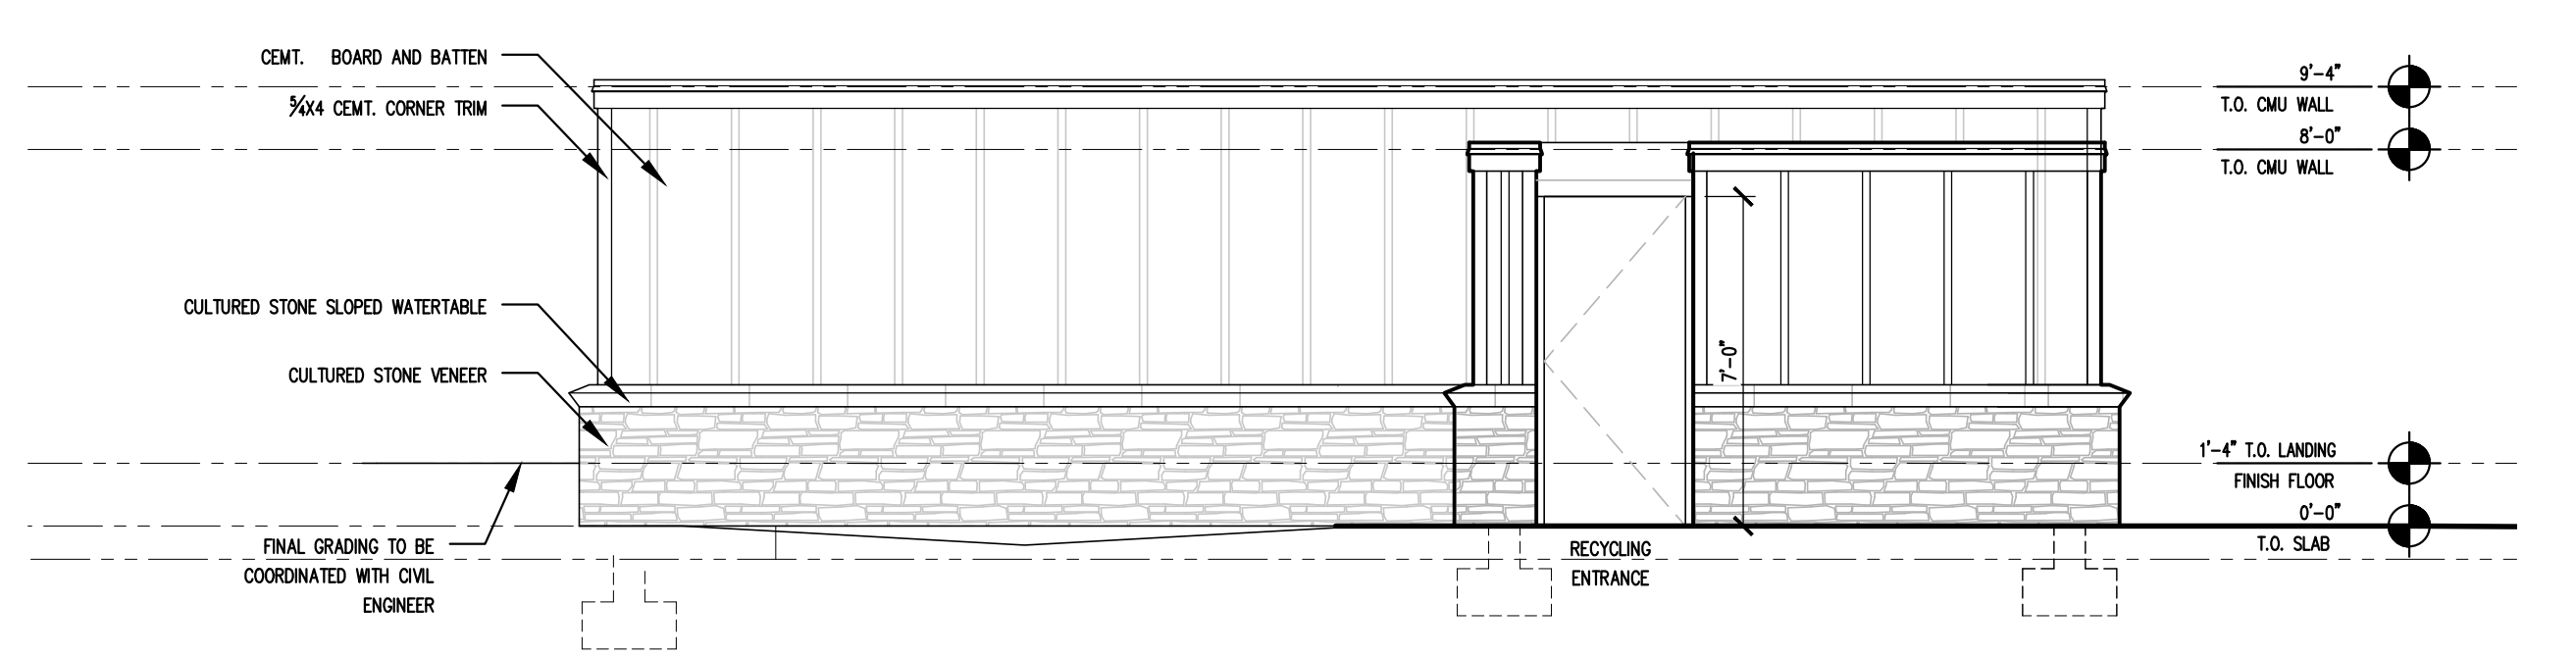 CEMT. BOARD AND BATTEN
5/4X4 CEMT. CORNER TRIM
CULTURED STONE SLOPED WATERTABLE
CULTURED STONE VENEER
FINAL GRADING TO BE
COORDINATED WITH CIVIL
ENGINEER
7'-0"
RECYCLING
ENTRANCE
9'-4"
T.O. CMU WALL
8'-0"
T.O. CMU WALL
1'-4" T.O. LANDING
FINISH FLOOR
0'-0"
T.O. SLAB